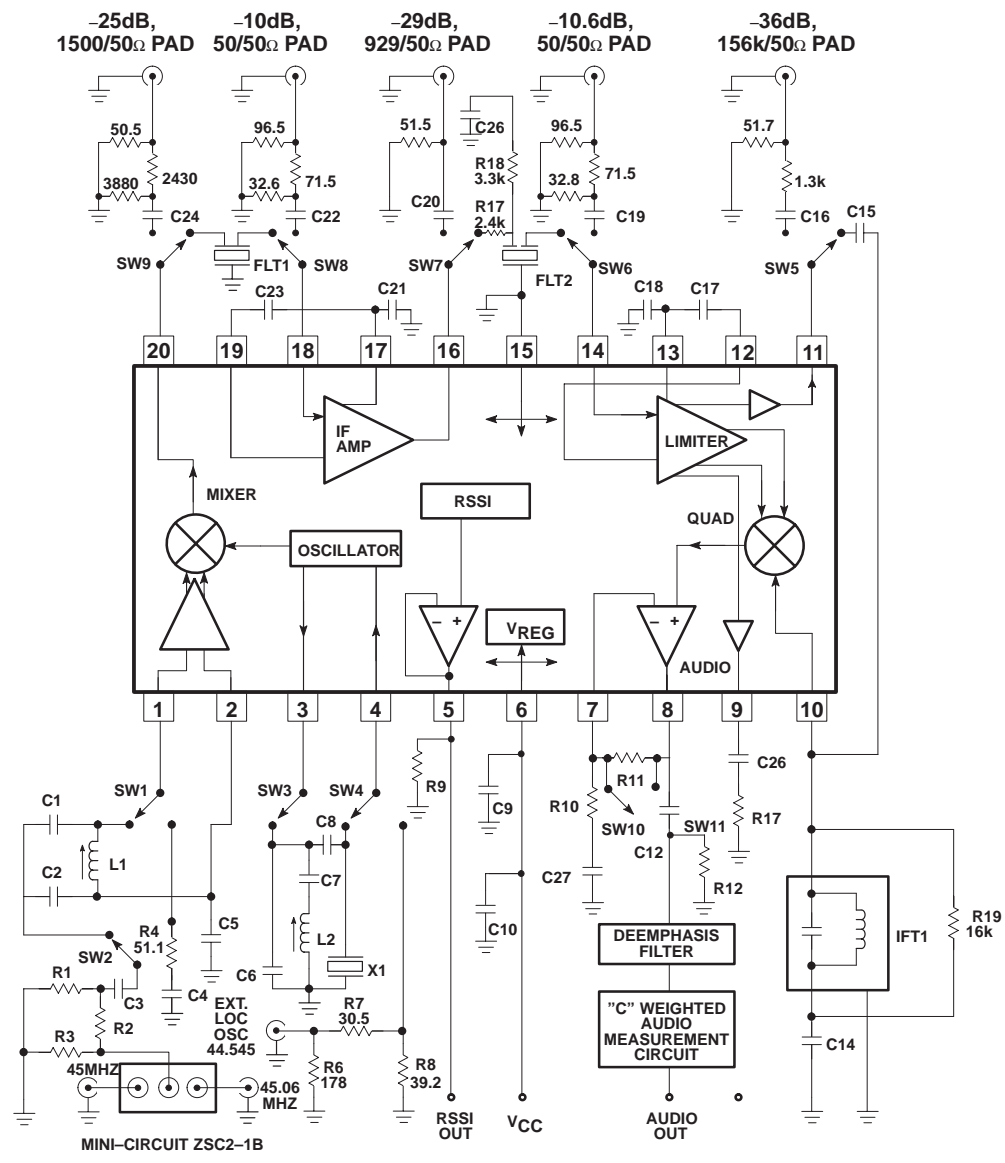 –25dB, 1500/50Ω PAD
–10dB, 50/50Ω PAD
–29dB, 929/50Ω PAD
–10.6dB, 50/50Ω PAD
–36dB, 156k/50Ω PAD
50.5
96.5
51.5
C26
96.5
51.7
R18
3.3k
3880
2430
32.6
71.5
32.8
71.5
1.3k
C24
C22
C20
R17
2.4k
C19
C16
C15
SW9
FLT1
SW8
SW7
FLT2
SW6
SW5
C23
C21
C18
C17
20
19
18
17
16
15
14
13
12
11
IF AMP
LIMITER
MIXER
RSSI
QUAD
OSCILLATOR
– +
VREG
– +
AUDIO
1
2
3
4
5
6
7
8
9
10
C1
SW1
SW3
SW4
R9
C9
R11
C26
C8
R10
SW10
SW11
R17
C2
L1
C7
C12
C27
R12
R4
51.1
C5
L2
C10
R19
16k
SW2
C6
X1
DEEMPHASIS FILTER
IFT1
R1
C3
C4
R2
EXT. LOC OSC 44.545
R7
30.5
"C" WEIGHTED AUDIO MEASUREMENT CIRCUIT
R3
C14
45MHZ
45.06 MHZ
R6
178
R8
39.2
RSSI OUT
VCC
AUDIO OUT
MINI–CIRCUIT ZSC2–1B